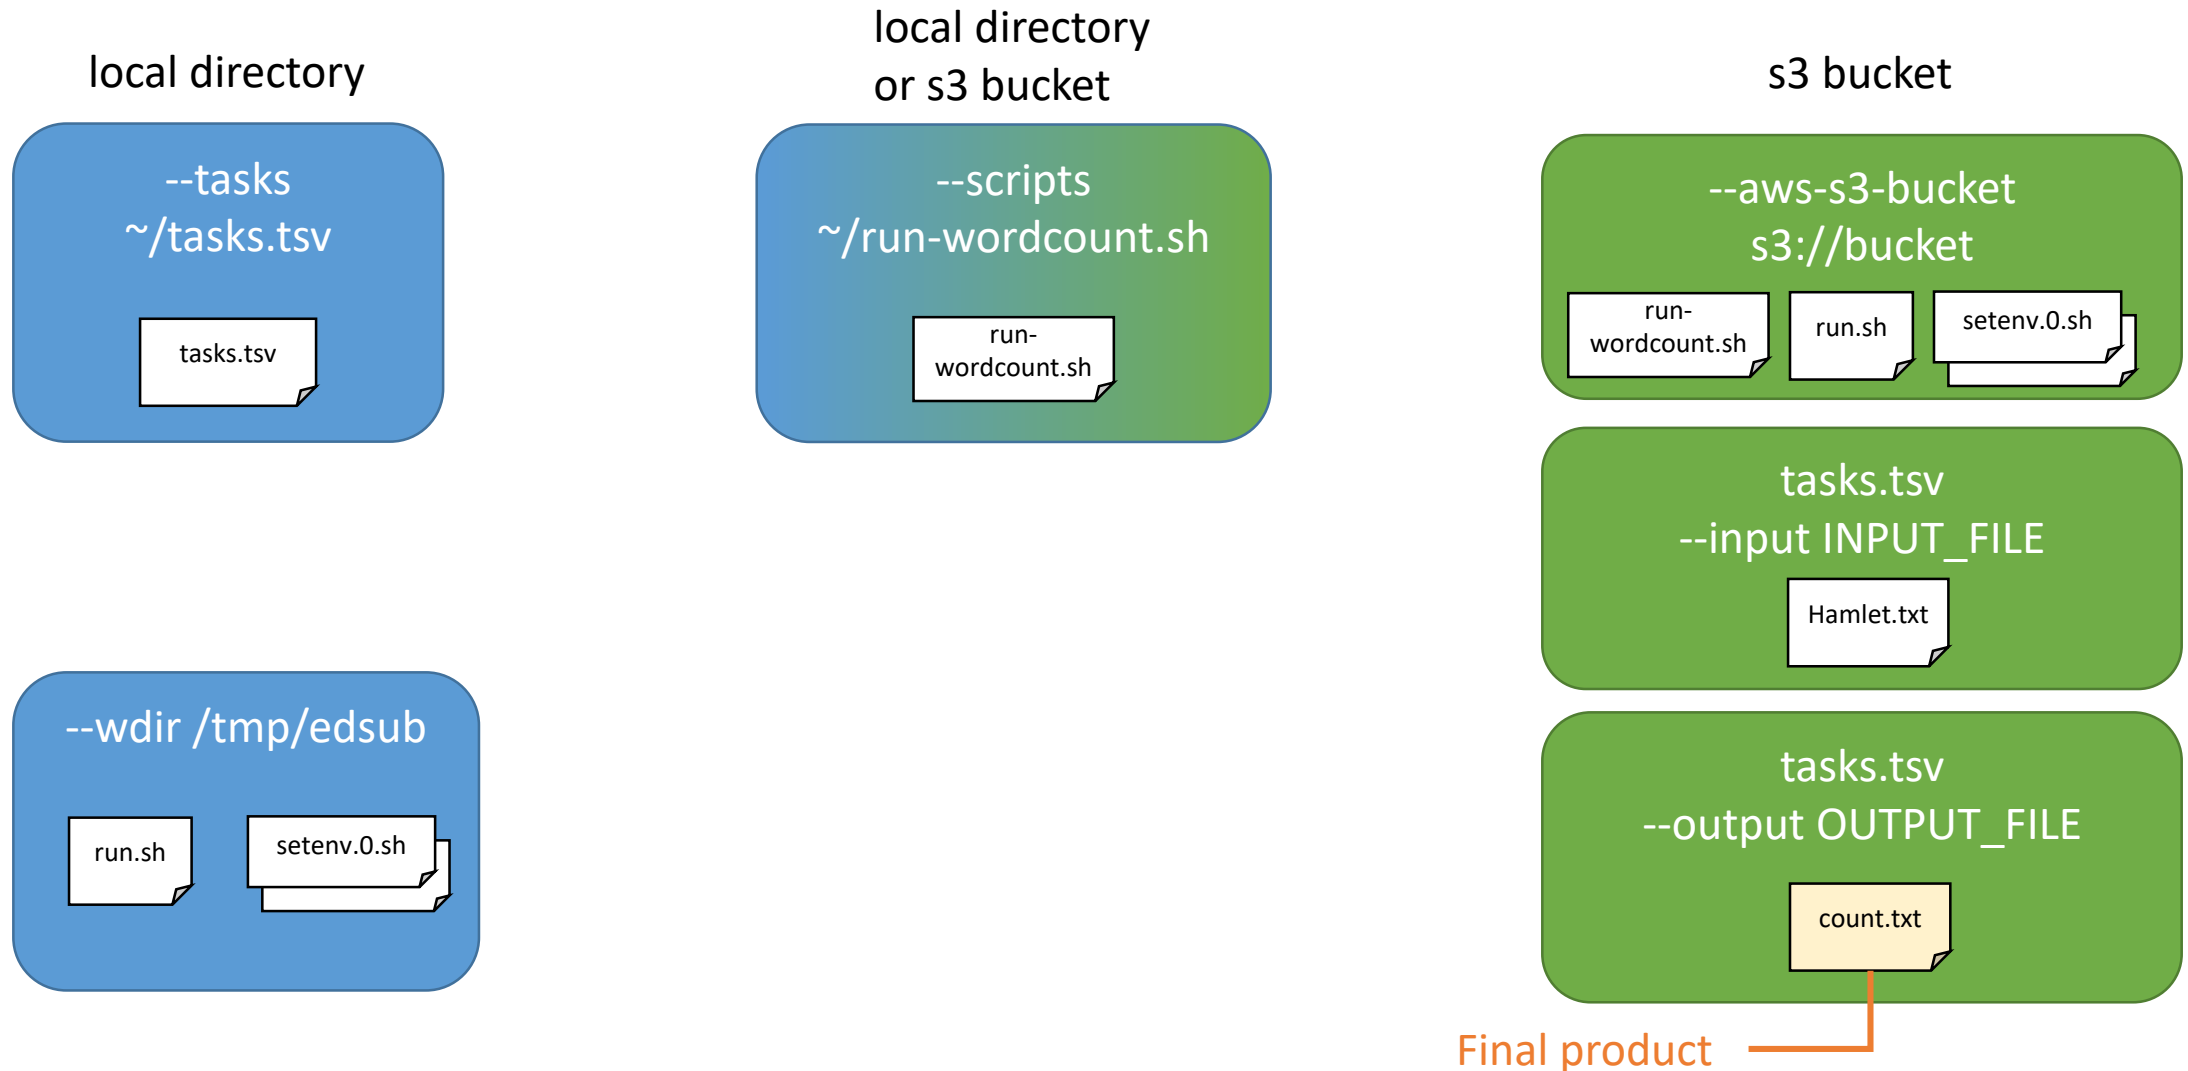 local directory
--tasks
~/tasks.tsv
tasks.tsv
--wdir /tmp/edsub
run.sh
setenv.0.sh
local directory
or s3 bucket
--scripts
~/run-wordcount.sh
run-
wordcount.sh
s3 bucket
--aws-s3-bucket
s3://bucket
run-
wordcount.sh
run.sh
setenv.0.sh
tasks.tsv
--input INPUT_FILE
Hamlet.txt
tasks.tsv
--output OUTPUT_FILE
count.txt
Final product